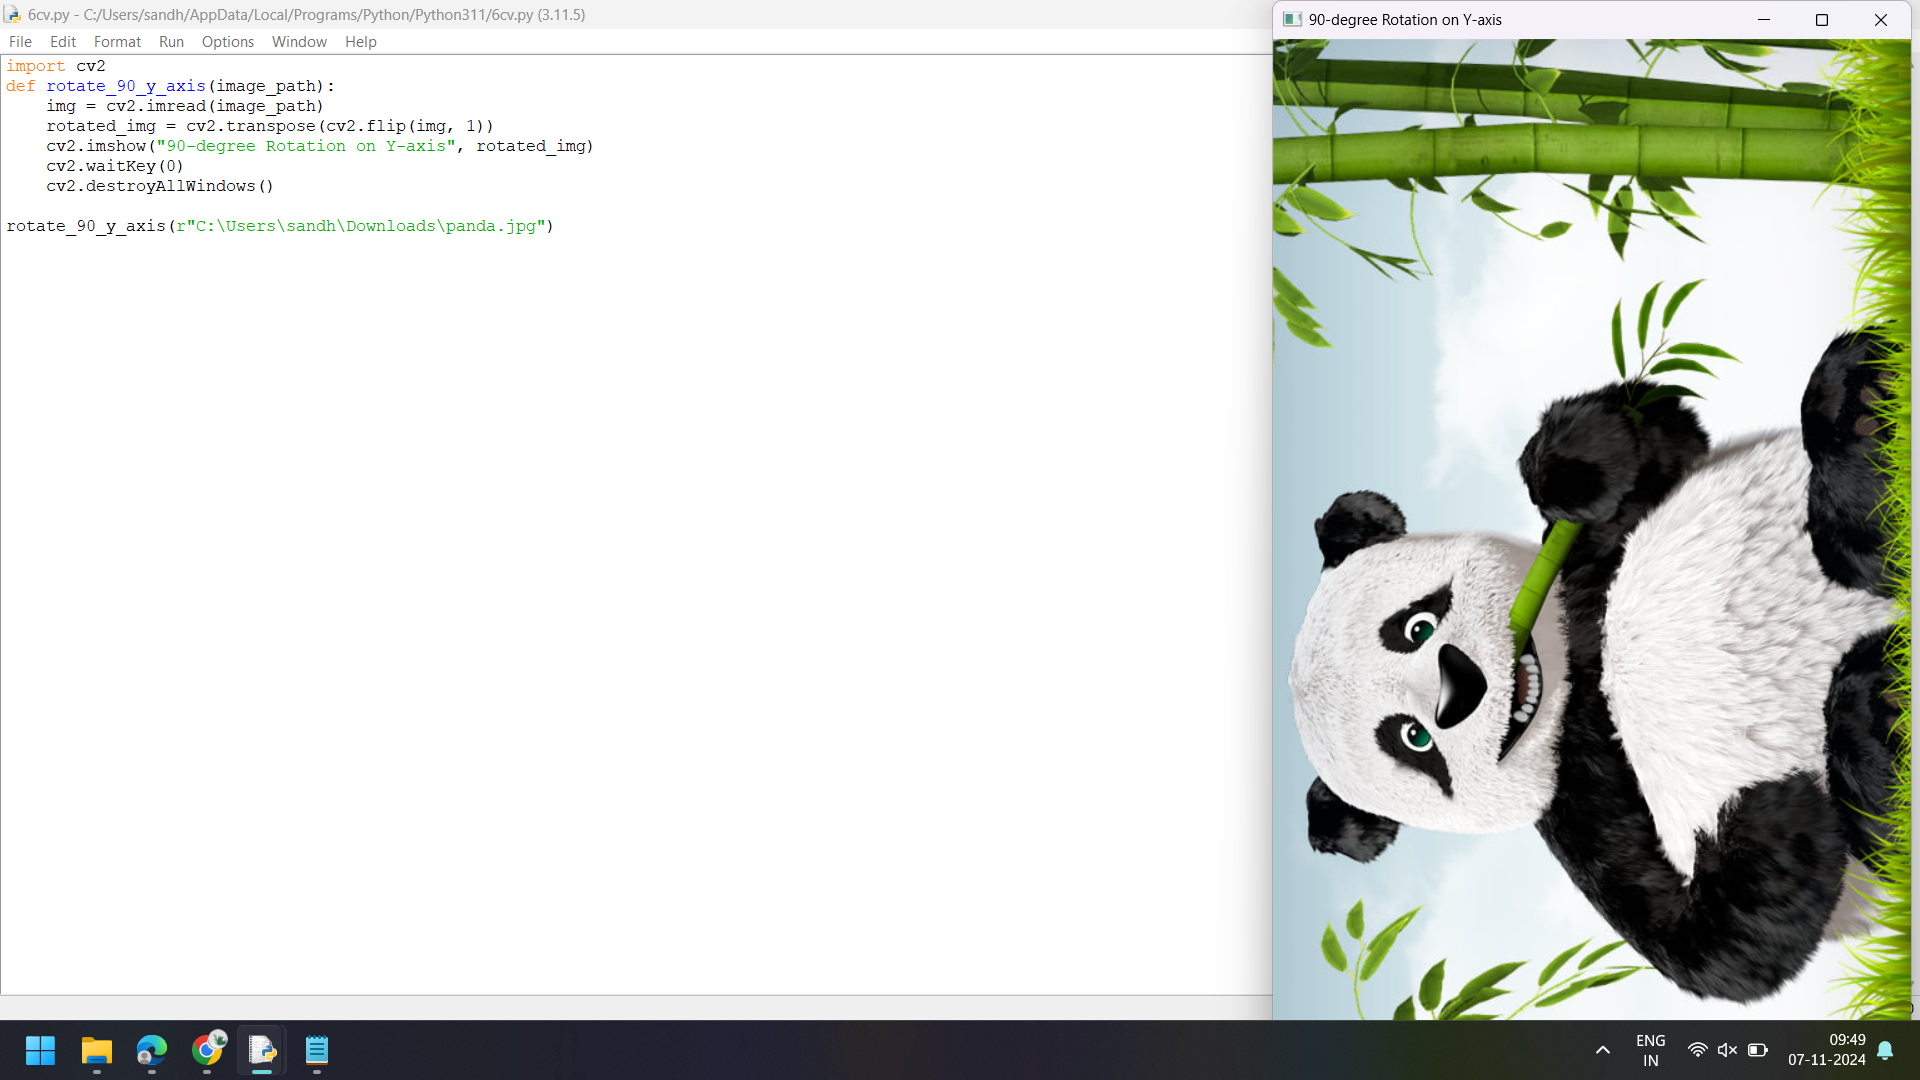 6cv.py - C:/Users/sandh/AppData/Local/Programs/Python/Python311/6cv.py (3.11.5)
File Edit Format Run Options Window Help
import cv2
def rotate_90_y_axis(image_path):
    img = cv2.imread(image_path)
    rotated_img = cv2.transpose(cv2.flip(img, 1))
    cv2.imshow("90-degree Rotation on Y-axis", rotated_img)
    cv2.waitKey(0)
    cv2.destroyAllWindows()
rotate_90_y_axis(r"C:\Users\sandh\Downloads\panda.jpg")
90-degree Rotation on Y-axis
ENG
IN
09:49
07-11-2024